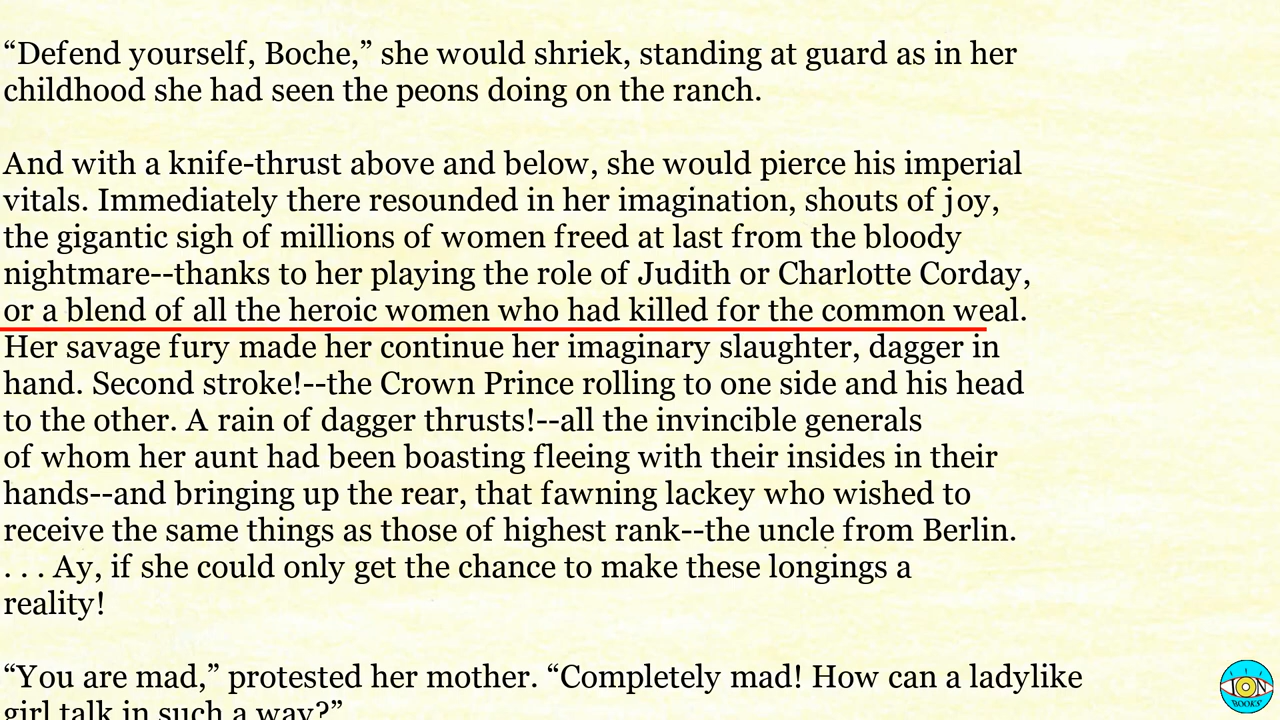 “Defend yourself, Boche,” she would shriek, standing at guard as in her
childhood she had seen the peons doing on the ranch.
And with a knife-thrust above and below, she would pierce his imperial
vitals. Immediately there resounded in her imagination, shouts of joy,
the gigantic sigh of millions of women freed at last from the bloody
nightmare--thanks to her playing the role of Judith or Charlotte Corday,
or a blend of all the heroic women who had killed for the common weal.
Her savage fury made her continue her imaginary slaughter, dagger in
hand. Second stroke!--the Crown Prince rolling to one side and his head
to the other. A rain of dagger thrusts!--all the invincible generals
of whom her aunt had been boasting fleeing with their insides in their
hands--and bringing up the rear, that fawning lackey who wished to
receive the same things as those of highest rank--the uncle from Berlin.
. . . Ay, if she could only get the chance to make these longings a
reality!
“You are mad,” protested her mother. “Completely mad! How can a ladylike
girl talk in such a way?”
ION
BOOKS